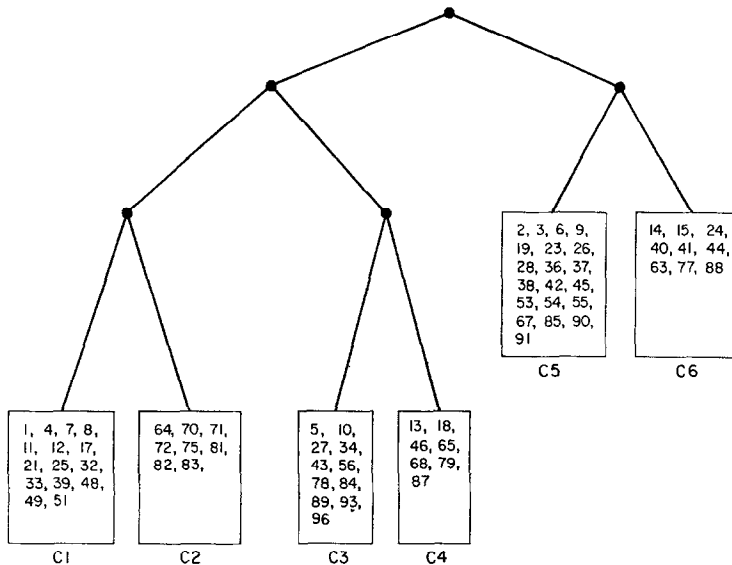 2, 3, 6, 9,
19, 23, 26,
28, 36, 37,
38, 42, 45,
53, 54, 55,
67, 85, 90,
91
C5
14, 15, 24,
40, 41, 44,
63, 77, 88
C6
1, 4, 7, 8,
11, 12, 17,
21, 25, 32,
33, 39, 48,
49, 51
C1
64, 70, 71,
72, 75, 81,
82, 83,
C2
5, 10,
27, 34,
43, 56,
78, 84,
89, 93,
96
C3
13, 18,
46, 65,
68, 79,
87
C4